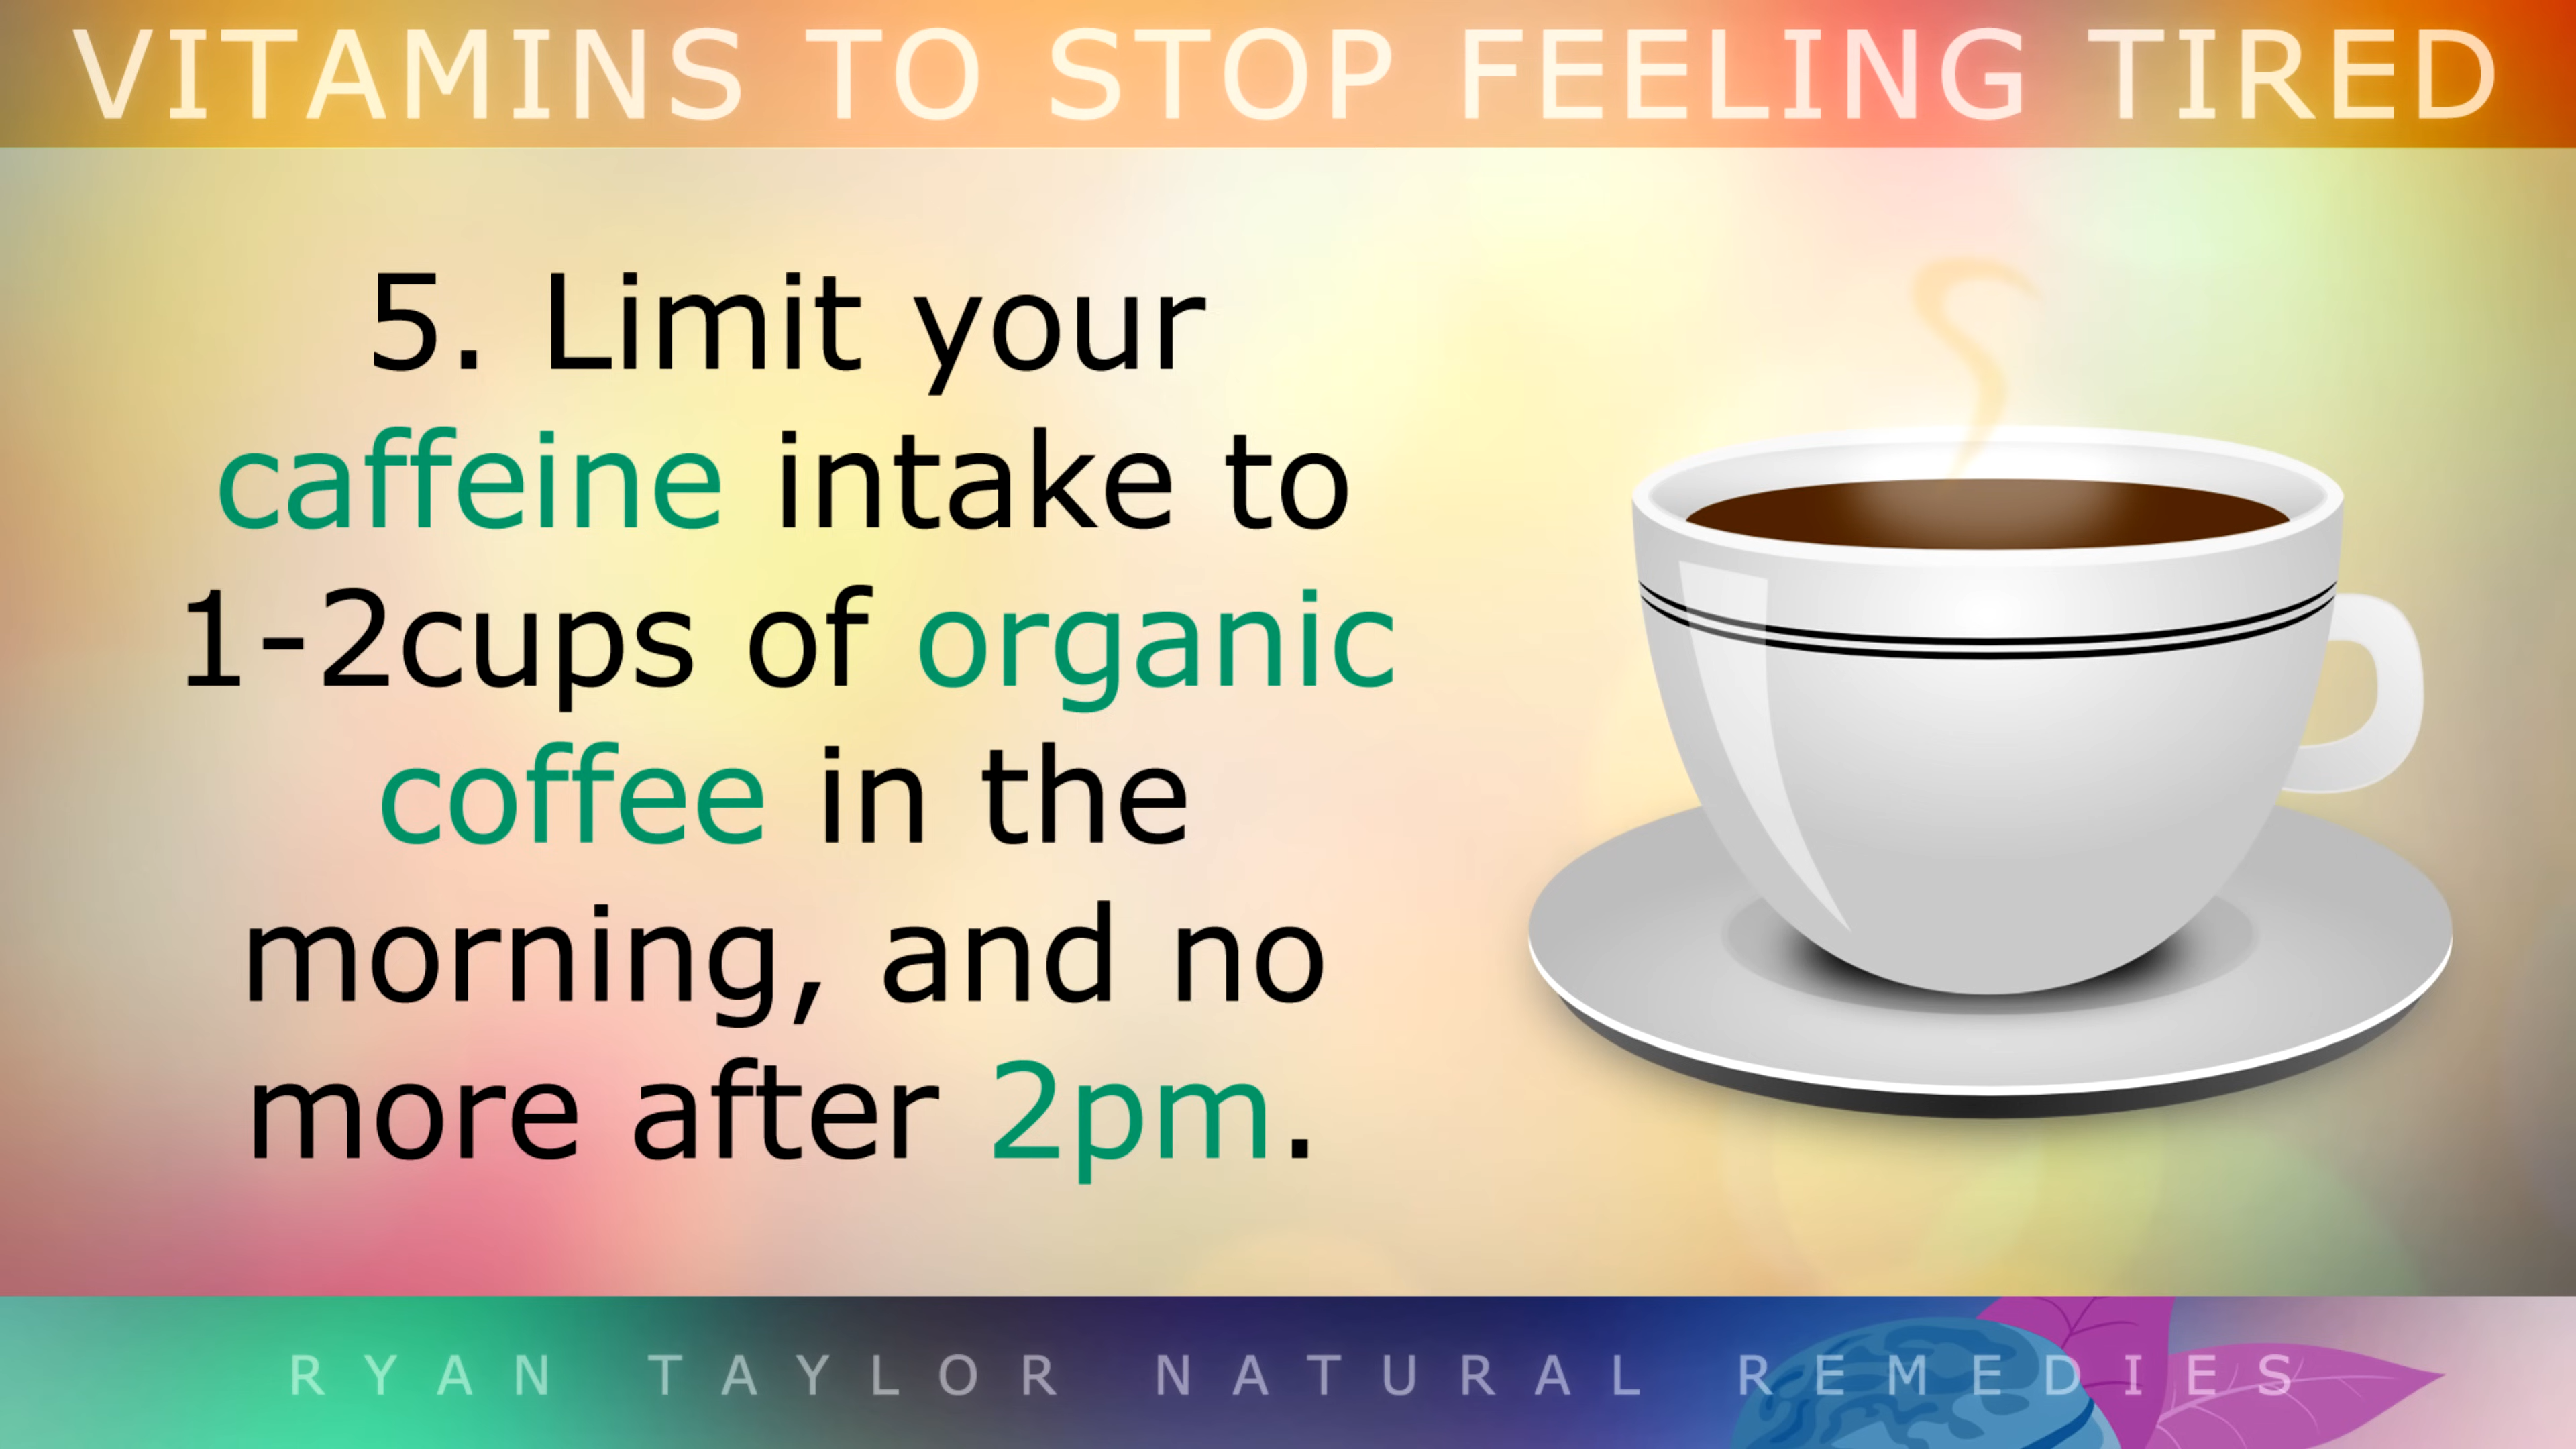 VITAMINS TO STOP FEELING TIRED
5. Limit your
caffeine intake to
1-2cups of organic
coffee in the
morning, and no
more after 2pm.
RYAN TAYLOR NATURAL REMEDIES